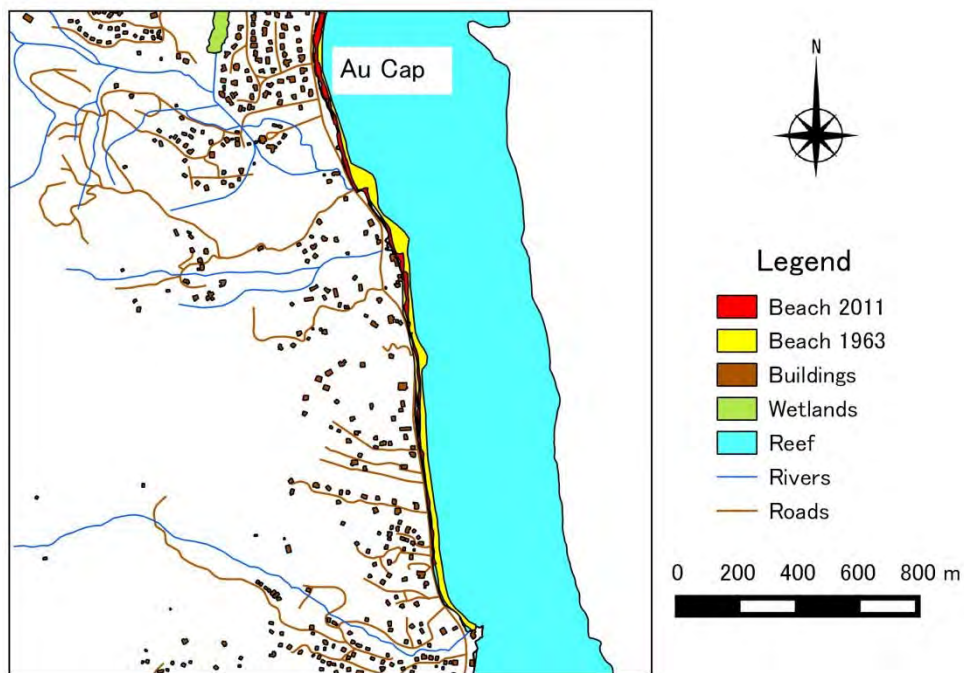 Au Cap
N
Legend
Beach 2011
Beach 1963
Buildings
Wetlands
Reef
Rivers
Roads
0 200 400 600 800 m